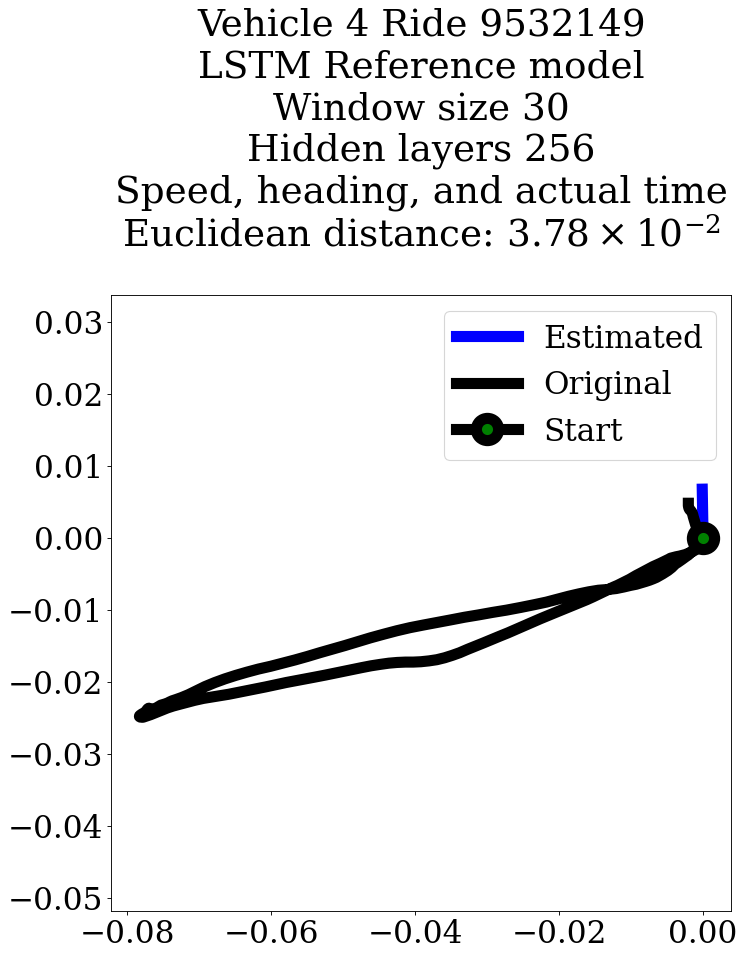 Vehicle 4 Ride 9532149
LSTM Reference model
Window size 30
Hidden layers 256
Speed, heading, and actual time
Euclidean distance: 3.78 × 10⁻²
Estimated
Original
Start
0.03
0.02
0.01
0.00
−0.01
−0.02
−0.03
−0.04
−0.05
−0.08 −0.06 −0.04 −0.02 0.00